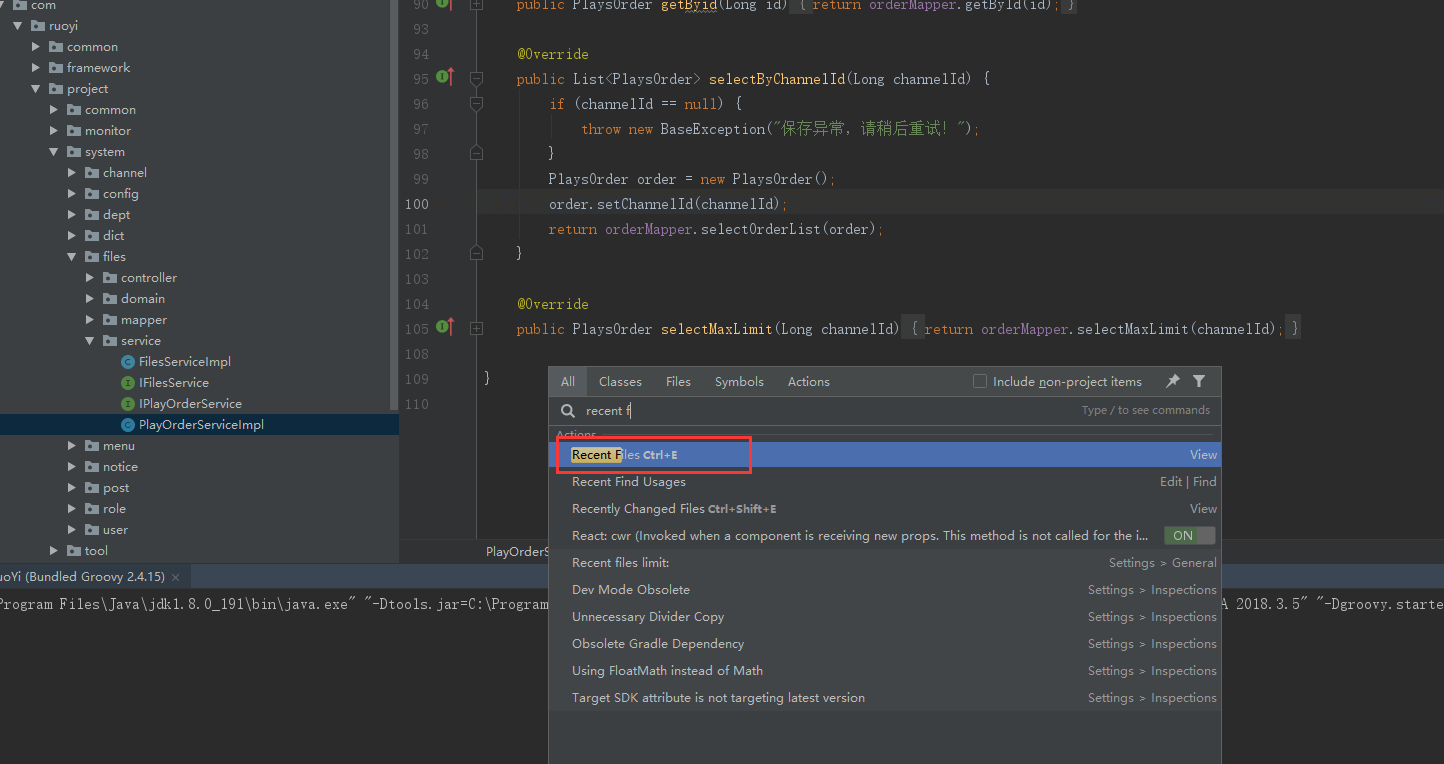 com
ruoyi
common
framework
project
common
monitor
system
channel
config
dept
dict
files
controller
domain
mapper
service
FilesServiceImpl
IFilesService
IPlayOrderService
PlayOrderServiceImpl
menu
notice
post
role
user
tool
90 public PlaysOrder getByid(Long id) { return orderMapper.getById(id); }
93
94 @Override
95 public List<PlaysOrder> selectByChannelId(Long channelId) {
96 if (channelId == null) {
97 throw new BaseException("保存异常，请稍后重试！");
98 }
99 PlaysOrder order = new PlaysOrder();
100 order.setChannelId(channelId);
101 return orderMapper.selectOrderList(order);
102 }
103
104 @Override
105 public PlaysOrder selectMaxLimit(Long channelId) { return orderMapper.selectMaxLimit(channelId); }
108
109 }
110
All Classes Files Symbols Actions Include non-project items
recent f Type / to see commands
Actions
Recent Files Ctrl+E View
Recent Find Usages Edit | Find
Recently Changed Files Ctrl+Shift+E View
React: cwr (Invoked when a component is receiving new props. This method is not called for the i... ON
Recent files limit: Settings > General
Dev Mode Obsolete Settings > Inspections
Unnecessary Divider Copy Settings > Inspections
Obsolete Gradle Dependency Settings > Inspections
Using FloatMath instead of Math Settings > Inspections
Target SDK attribute is not targeting latest version Settings > Inspections
PlayOrderS
uoYi (Bundled Groovy 2.4.15) ×
Program Files\Java\jdk1.8.0_191\bin\java.exe" "-Dtools.jar=C:\Program
A 2018.3.5" "-Dgroovy.starte